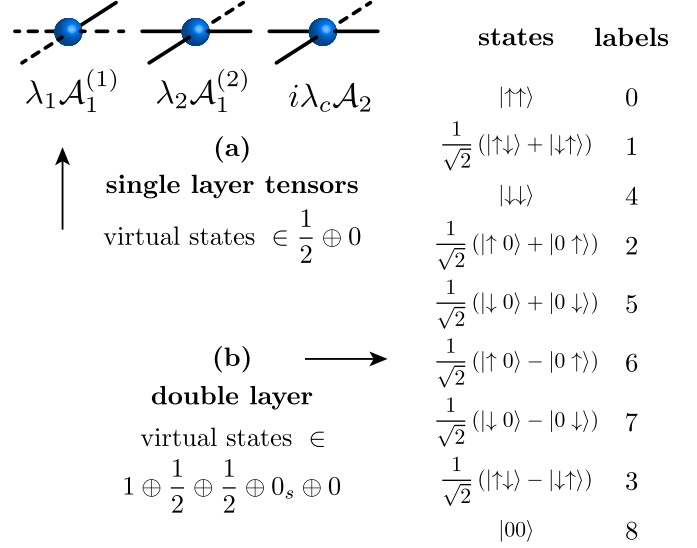 λ₁𝒜₁⁽¹⁾ λ₂𝒜₁⁽²⁾ iλ_c𝒜₂
(a)
single layer tensors
virtual states ∈ 1/2 ⊕ 0
(b)
double layer
virtual states ∈
1 ⊕ 1/2 ⊕ 1/2 ⊕ 0ₛ ⊕ 0
states labels
|↑↑⟩ 0
1/√2 (|↑↓⟩ + |↓↑⟩) 1
|↓↓⟩ 4
1/√2 (|↑ 0⟩ + |0 ↑⟩) 2
1/√2 (|↓ 0⟩ + |0 ↓⟩) 5
1/√2 (|↑ 0⟩ − |0 ↑⟩) 6
1/√2 (|↓ 0⟩ − |0 ↓⟩) 7
1/√2 (|↑↓⟩ − |↓↑⟩) 3
|00⟩ 8